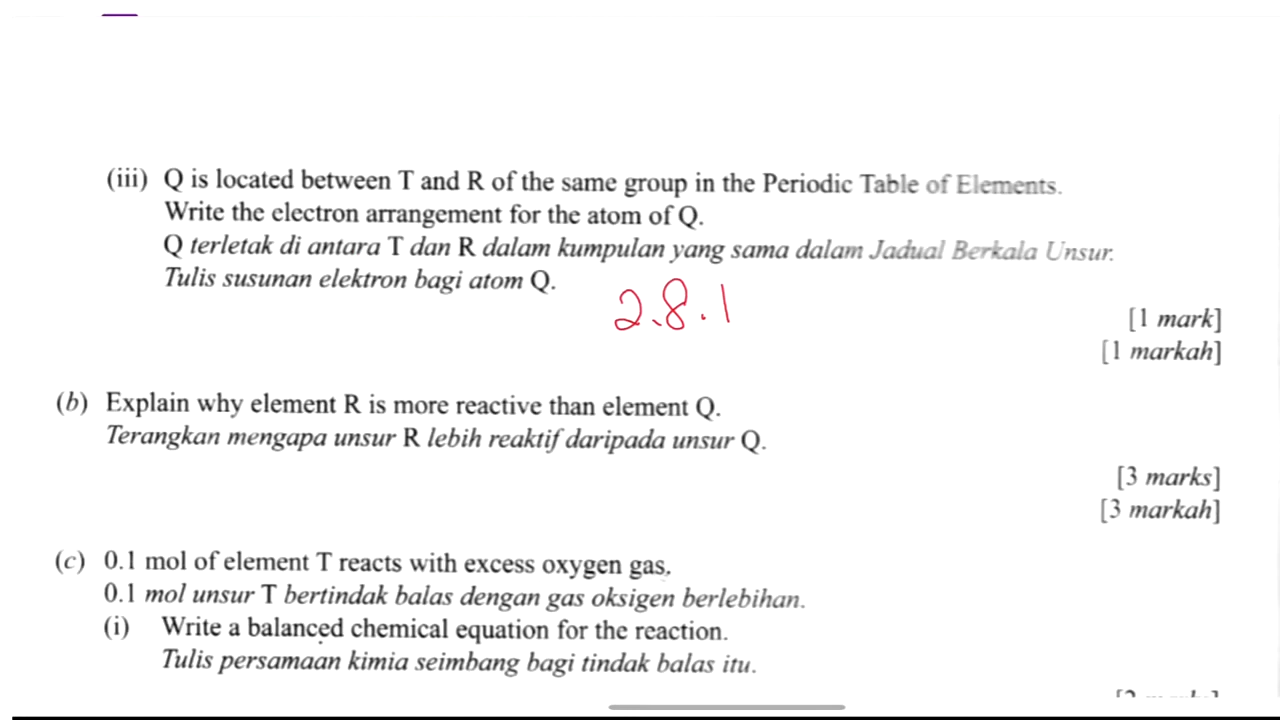 (iii) Q is located between T and R of the same group in the Periodic Table of Elements.
Write the electron arrangement for the atom of Q.
Q terletak di antara T dan R dalam kumpulan yang sama dalam Jadual Berkala Unsur.
Tulis susunan elektron bagi atom Q.
2.8.1
[1 mark]
[1 markah]
(b) Explain why element R is more reactive than element Q.
Terangkan mengapa unsur R lebih reaktif daripada unsur Q.
[3 marks]
[3 markah]
(c) 0.1 mol of element T reacts with excess oxygen gas.
0.1 mol unsur T bertindak balas dengan gas oksigen berlebihan.
(i) Write a balanced chemical equation for the reaction.
Tulis persamaan kimia seimbang bagi tindak balas itu.